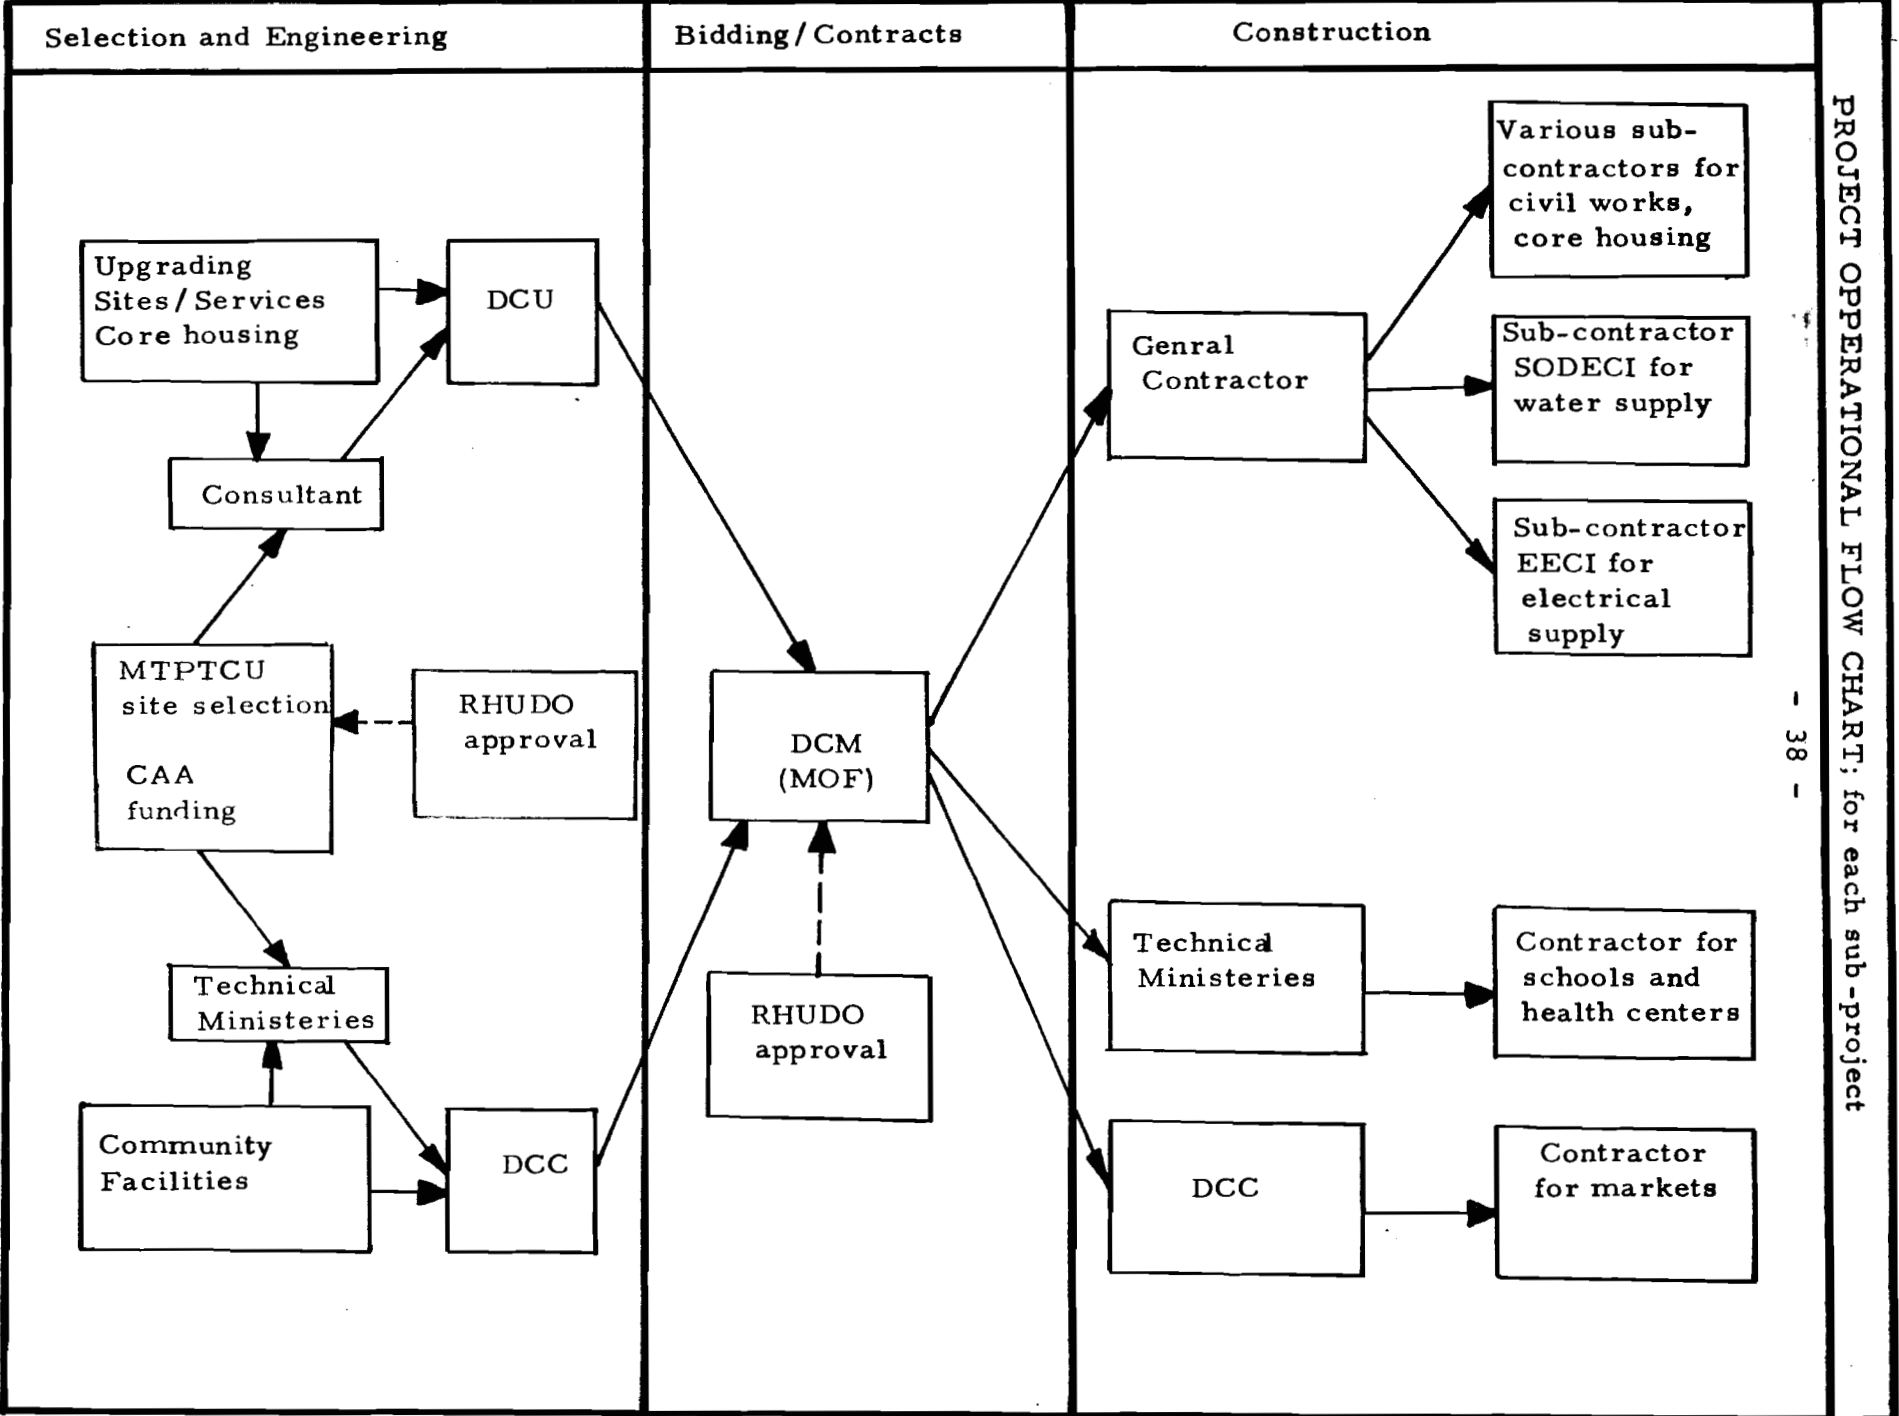 Selection and Engineering
Bidding/Contracts
Construction
Upgrading
Sites/Services
Core housing
DCU
Consultant
MTPTCU
site selection
CAA
funding
RHUDO
approval
Technical
Ministeries
Community
Facilities
DCC
DCM
(MOF)
RHUDO
approval
Genral
Contractor
Various sub-
contractors for
civil works,
core housing
Sub-contractor
SODECI for
water supply
Sub-contractor
EECI for
electrical
supply
Technical
Ministeries
Contractor for
schools and
health centers
DCC
Contractor
for markets
- 38 -
PROJECT OPPERATIONAL FLOW CHART; for each sub-project